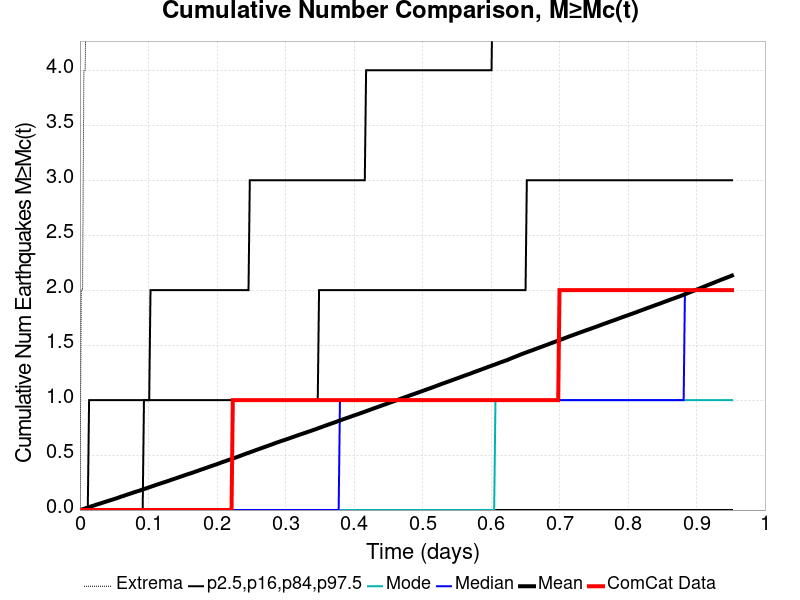 Cumulative Number Comparison, M≥Mc(t)
Cumulative Num Earthquakes M≥Mc(t)
4.0
3.5
3.0
2.5
2.0
1.5
1.0
0.5
0.0
0 0.1 0.2 0.3 0.4 0.5 0.6 0.7 0.8 0.9 1
Time (days)
Extrema p2.5,p16,p84,p97.5 Mode Median Mean ComCat Data